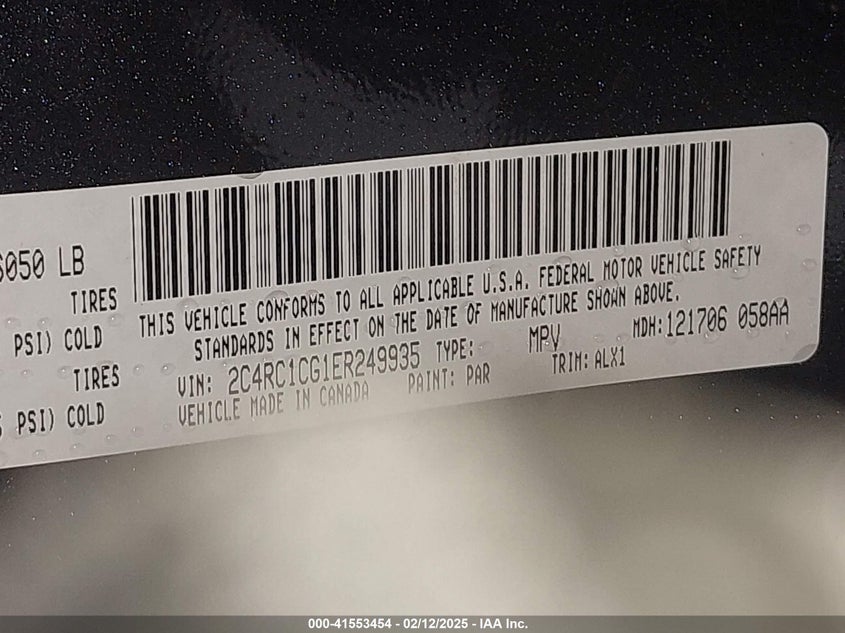 6050 LB
TIRES
PSI) COLD
TIRES
PSI) COLD
THIS VEHICLE CONFORMS TO ALL APPLICABLE U.S.A. FEDERAL MOTOR VEHICLE SAFETY
STANDARDS IN EFFECT ON THE DATE OF MANUFACTURE SHOWN ABOVE.
VIN: 2C4RC1CG1ER249935 TYPE: MPV MDH: 121706 058AA
VEHICLE MADE IN CANADA PAINT: PAR TRIM: ALX1
000-41553454 - 02/12/2025 - IAA Inc.